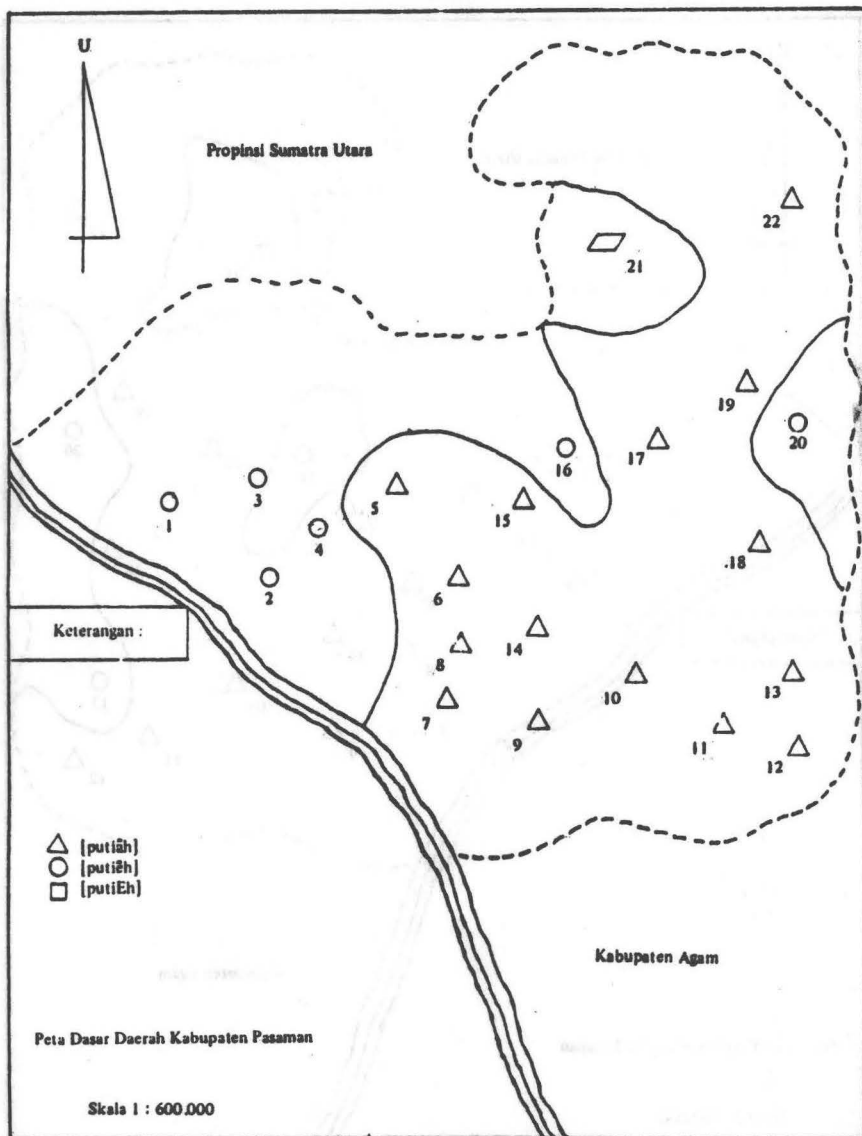 U
Propinsi Sumatra Utara
22
21
19
20
16
17
3
5
15
1
4
18
2
6
Keterangan :
14
8
10
13
7
9
11
12
[putiāh]
[putiēh]
[putiEh]
Kabupaten Agam
Peta Dasar Daerah Kabupaten Pasaman
Skala 1 : 600.000